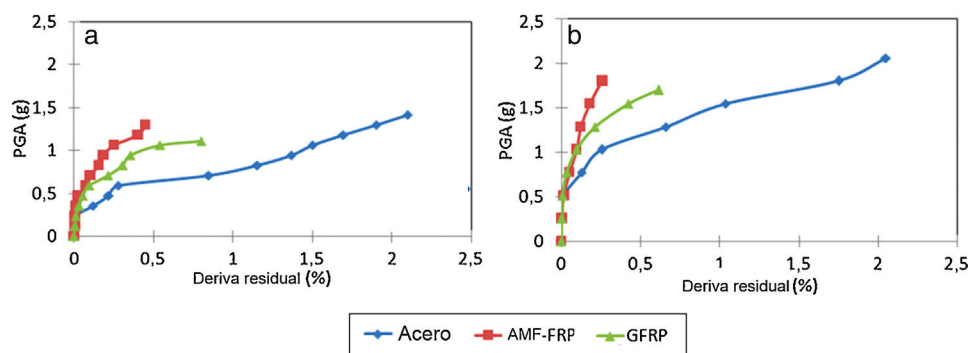 a
2,5
2
1,5
1
0,5
0
PGA (g)
0
0,5
1
1,5
2
2,5
Deriva residual (%)
b
2,5
2
1,5
1
0,5
0
PGA (g)
0
0,5
1
1,5
2
2,5
Deriva residual (%)
Acero
AMF-FRP
GFRP